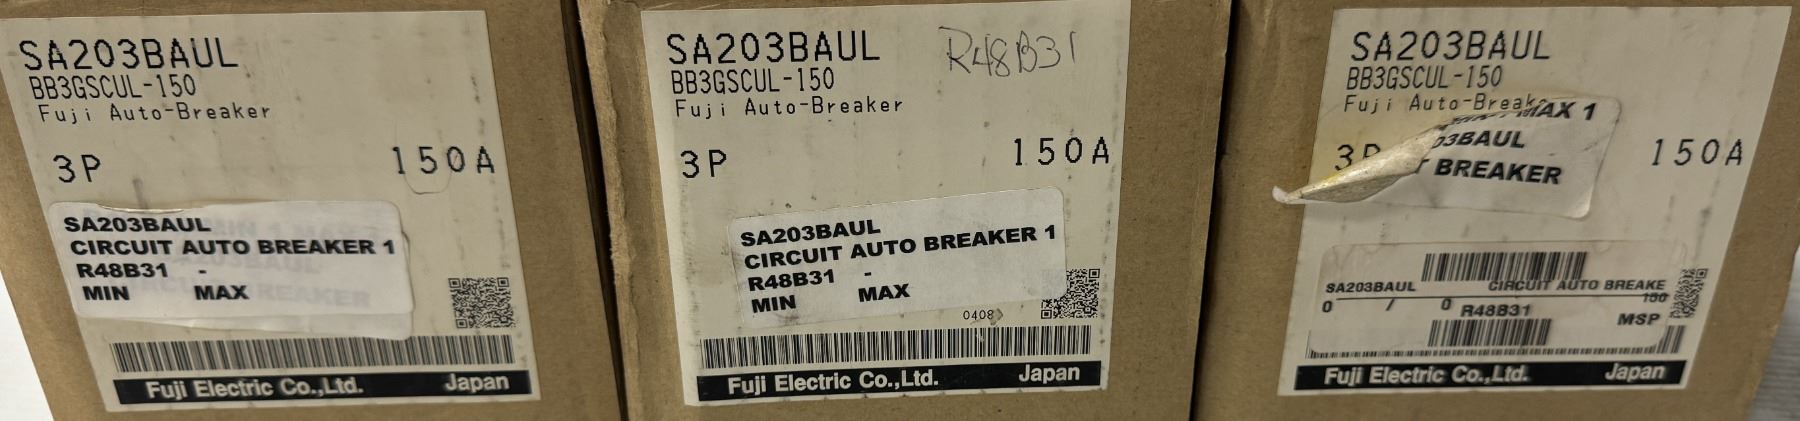 SA203BAUL
BB3GSCUL-150
Fuji Auto-Breaker
3P
150A
SA203BAUL
CIRCUIT AUTO BREAKER 1
R48B31 -
MIN MAX
Fuji Electric Co.,Ltd. Japan
SA203BAUL
R48B31
BB3GSCUL-150
Fuji Auto-Breaker
3P
150A
SA203BAUL
CIRCUIT AUTO BREAKER 1
R48B31 -
MIN MAX
0408
Fuji Electric Co.,Ltd. Japan
SA203BAUL
BB3GSCUL-150
Fuji Auto-Break
MAX 1
03BAUL
3P
150A
T BREAKER
SA203BAUL CIRCUIT AUTO BREAKE
150
0 / 0 R48B31
MSP
Fuji Electric Co.,Ltd. Japan